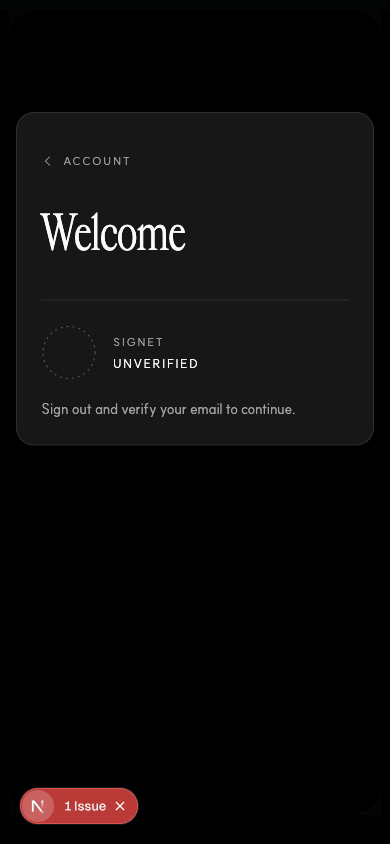 ACCOUNT
Welcome
SIGNET
UNVERIFIED
Sign out and verify your email to continue.
N 1 Issue